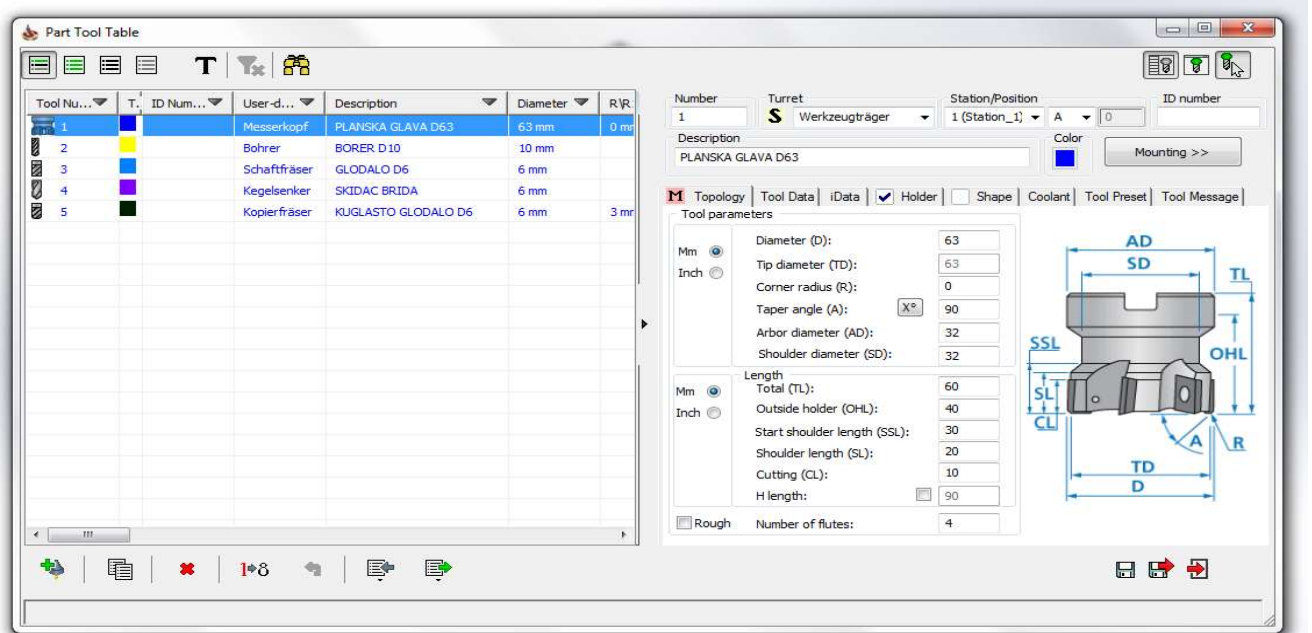 Part Tool Table
T
Tool Nu... T. ID Num... User-d... Description Diameter R\R
1 Messerkopf PLANSKA GLAVA D63 63 mm 0 mr
2 Bohrer BORER D10 10 mm
3 Schaftfräser GLODALO D6 6 mm
4 Kegelsenker SKIDAC BRIDA 6 mm
5 Kopierfräser KUGLASTO GLODALO D6 6 mm 3 mr
1➔8
Number Turret Station/Position ID number
1 S Werkzeugträger 1 (Station_1) A 0
Description Color
PLANSKA GLAVA D63 Mounting >>
M Topology Tool Data iData Holder Shape Coolant Tool Preset Tool Message
Tool parameters
Mm
Inch
Diameter (D): 63
Tip diameter (TD): 63
Corner radius (R): 0
Taper angle (A): X° 90
Arbor diameter (AD): 32
Shoulder diameter (SD): 32
Length
Mm
Inch
Total (TL): 60
Outside holder (OHL): 40
Start shoulder length (SSL): 30
Shoulder length (SL): 20
Cutting (CL): 10
H length: 90
Rough Number of flutes: 4
AD
SD
TL
SSL
OHL
SL
CL
A R
TD
D